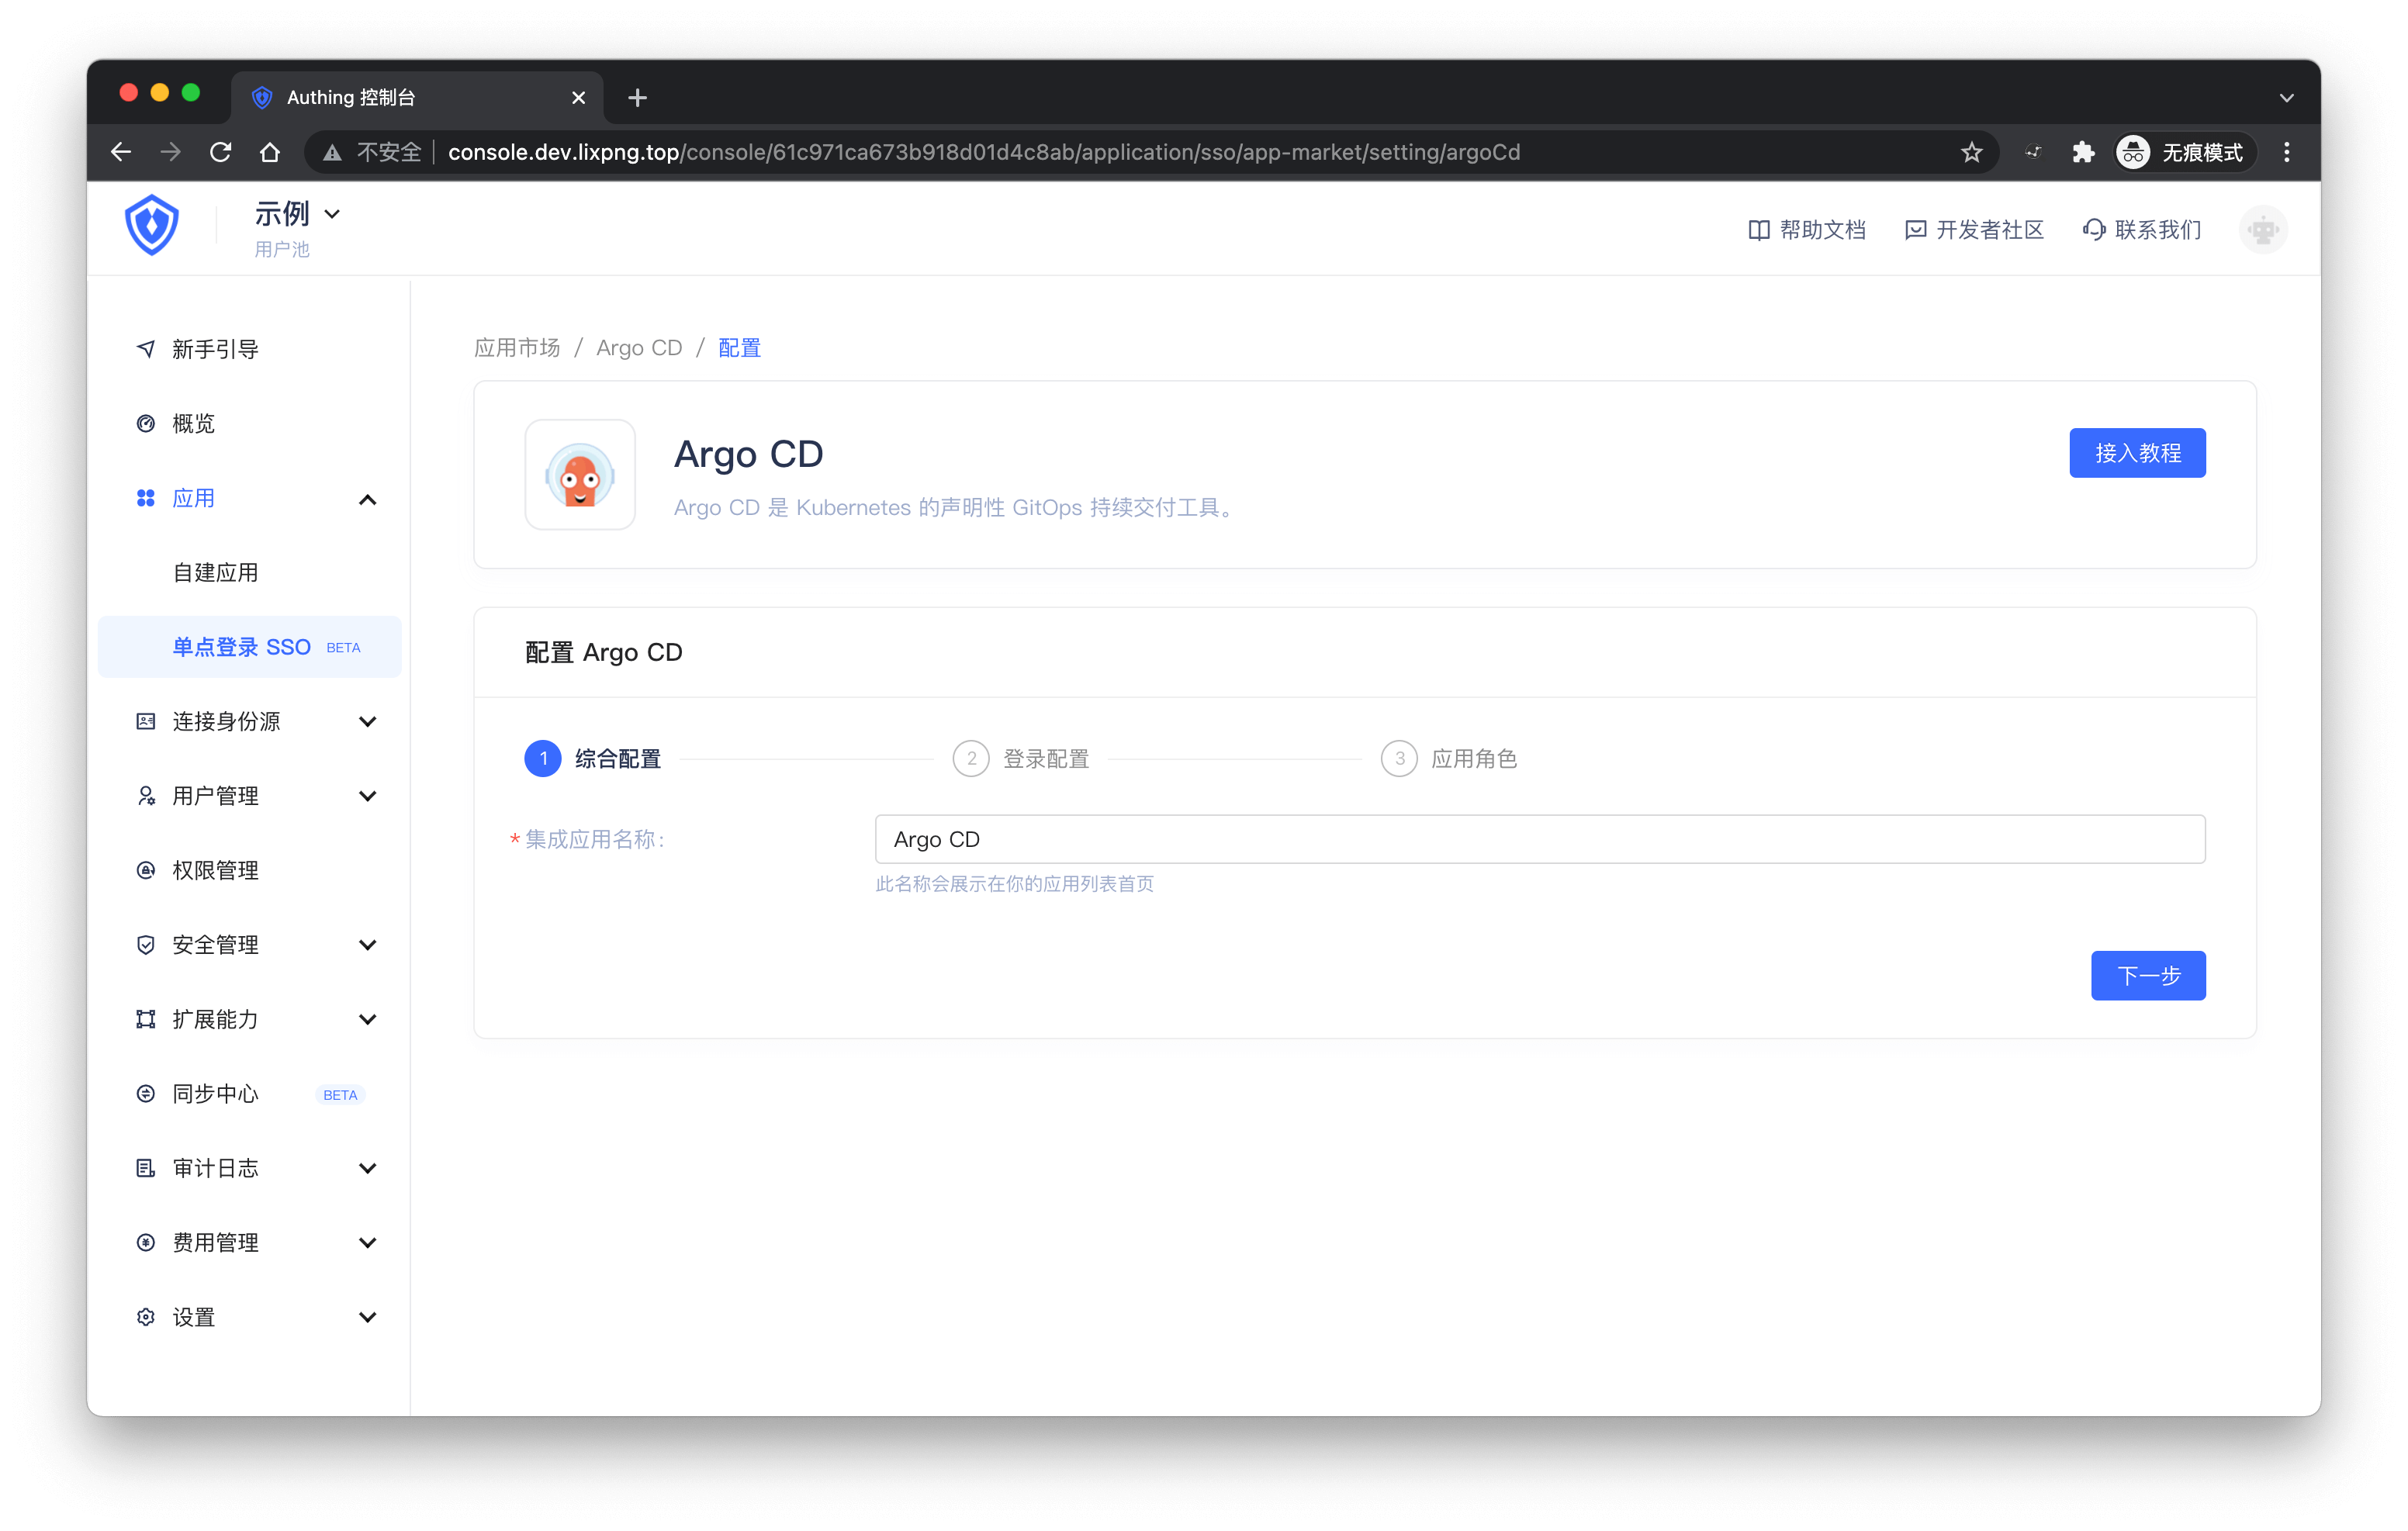 Authing 控制台
不安全 console.dev.lixpng.top/console/61c971ca673b918d01d4c8ab/application/sso/app-market/setting/argoCd 无痕模式
示例
用户池
帮助文档 开发者社区 联系我们
新手引导
概览
应用
自建应用
单点登录 SSO BETA
连接身份源
用户管理
权限管理
安全管理
扩展能力
同步中心 BETA
审计日志
费用管理
设置
应用市场 / Argo CD / 配置
Argo CD
接入教程
Argo CD 是 Kubernetes 的声明性 GitOps 持续交付工具。
配置 Argo CD
1 综合配置 2 登录配置 3 应用角色
* 集成应用名称： Argo CD
此名称会展示在你的应用列表首页
下一步